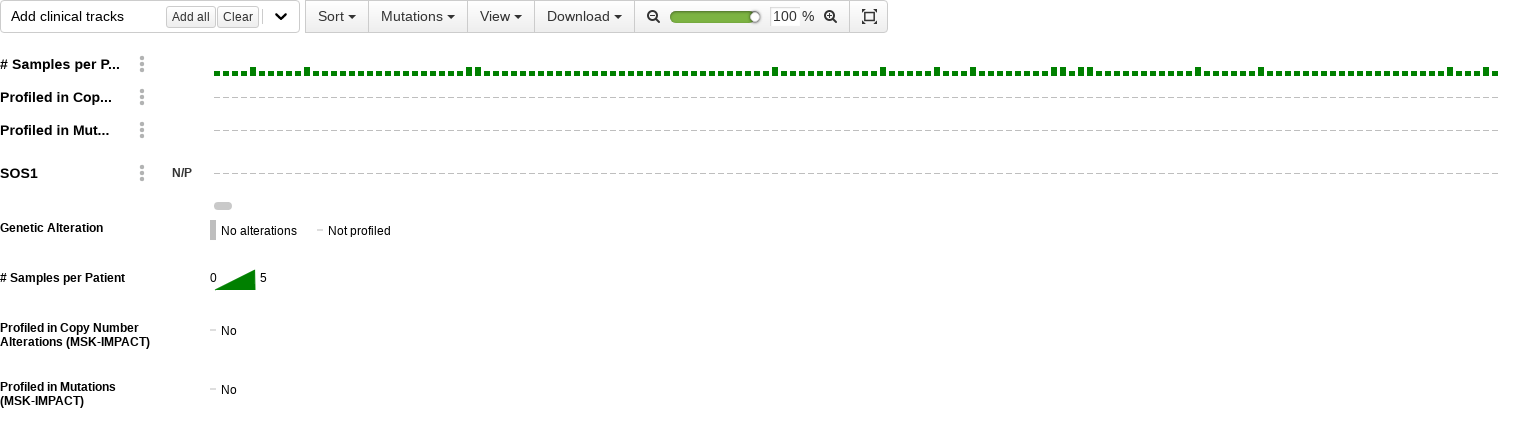 Add clinical tracks Add all Clear Sort Mutations View Download 100 %
# Samples per P...
Profiled in Cop...
Profiled in Mut...
SOS1 N/P
Genetic Alteration No alterations Not profiled
# Samples per Patient 0 5
Profiled in Copy Number
Alterations (MSK-IMPACT)
No
Profiled in Mutations
(MSK-IMPACT)
No